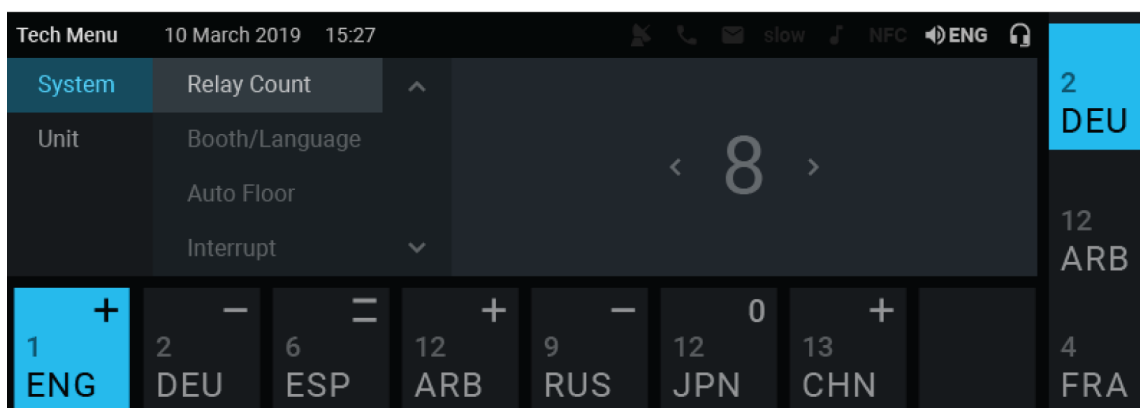 Tech Menu 10 March 2019 15:27 slow NFC ENG
System Relay Count
Unit Booth/Language
Auto Floor
Interrupt
< 8 >
2
DEU
12
ARB
4
FRA
+ − = + − 0 +
1 2 6 12 9 12 13
ENG DEU ESP ARB RUS JPN CHN